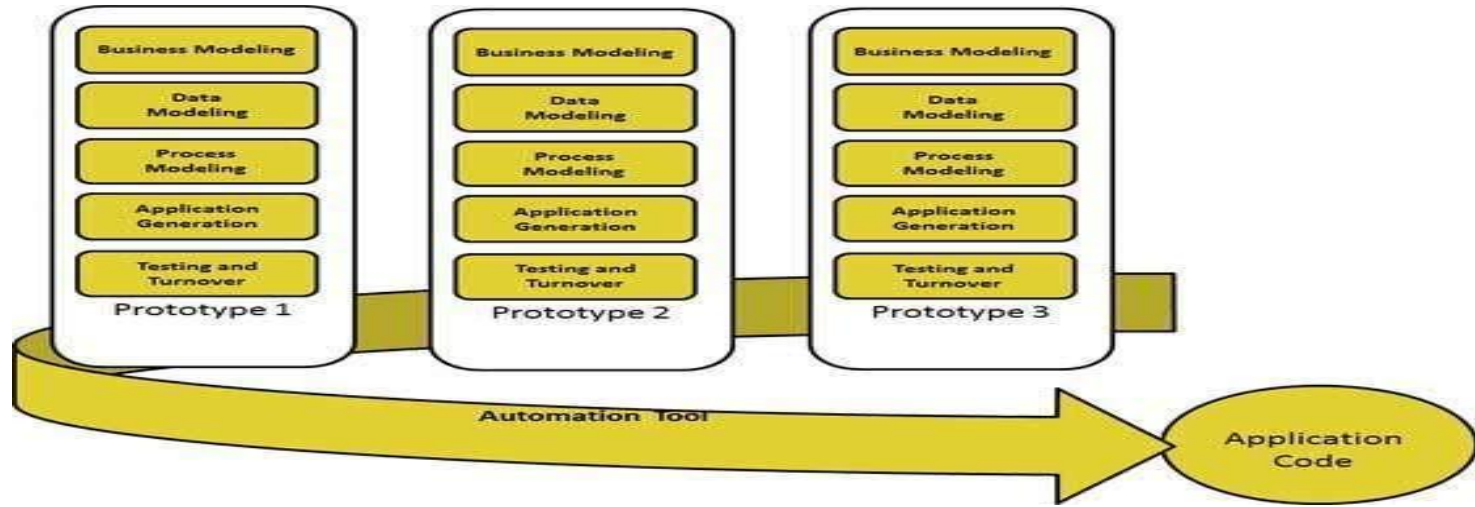 Business Modeling
Data
Modeling
Process
Modeling
Application
Generation
Testing and
Turnover
Prototype 1
Business Modeling
Data
Modeling
Process
Modeling
Application
Generation
Testing and
Turnover
Prototype 2
Business Modeling
Data
Modeling
Process
Modeling
Application
Generation
Testing and
Turnover
Prototype 3
Automation Tool
Application
Code